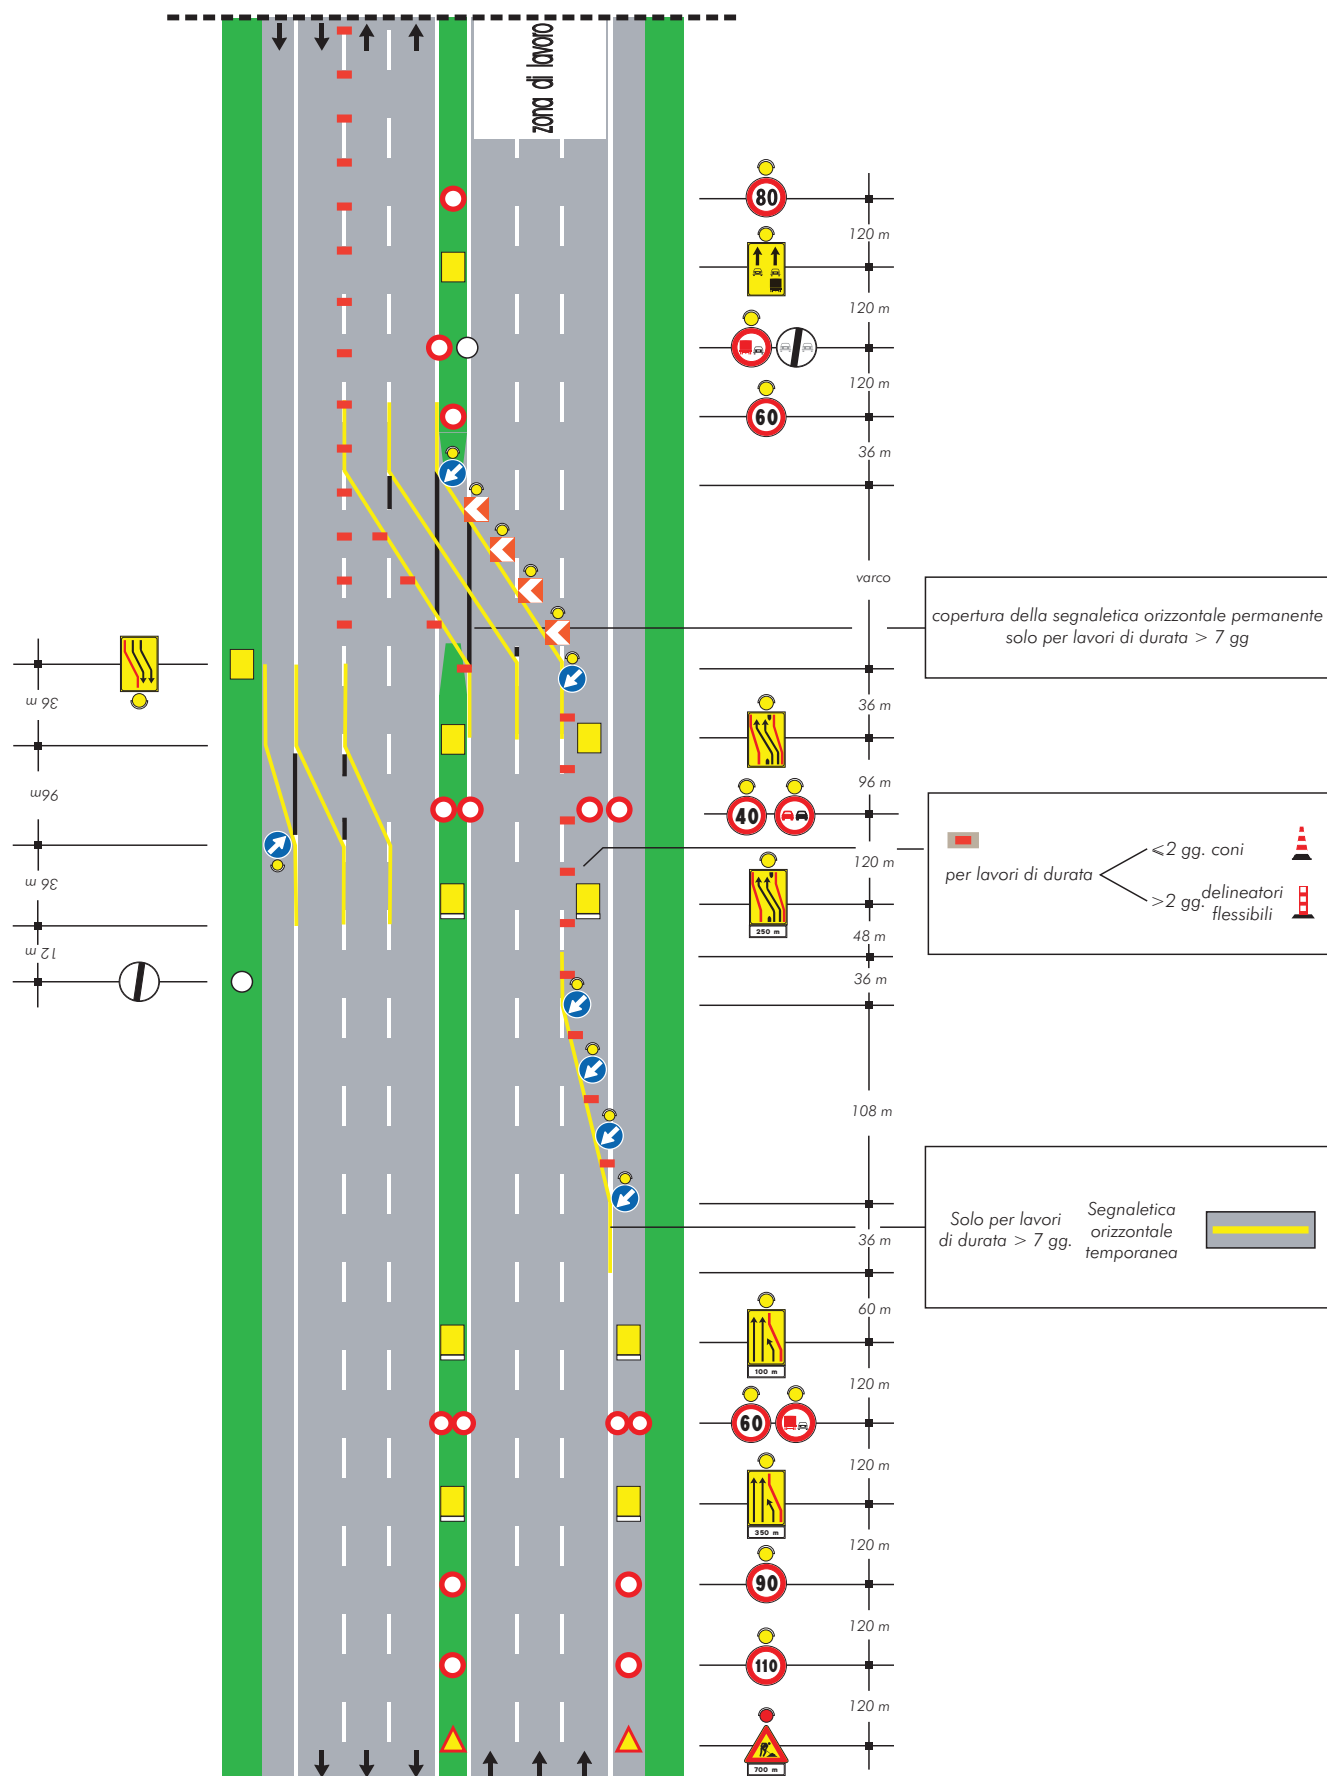 zona di lavoro
80
120 m
120 m
120 m
60
36 m
varco
copertura della segnaletica orizzontale permanente
solo per lavori di durata > 7 gg
36 m
36 m
96 m
40
96m
120 m
⩽2 gg. coni
per lavori di durata
>2 gg. delineatori
flessibili
36 m
250 m
48 m
12 m
36 m
108 m
Solo per lavori
di durata > 7 gg.
Segnaletica
orizzontale
temporanea
36 m
60 m
100 m
120 m
60
120 m
350 m
120 m
90
120 m
110
120 m
700 m